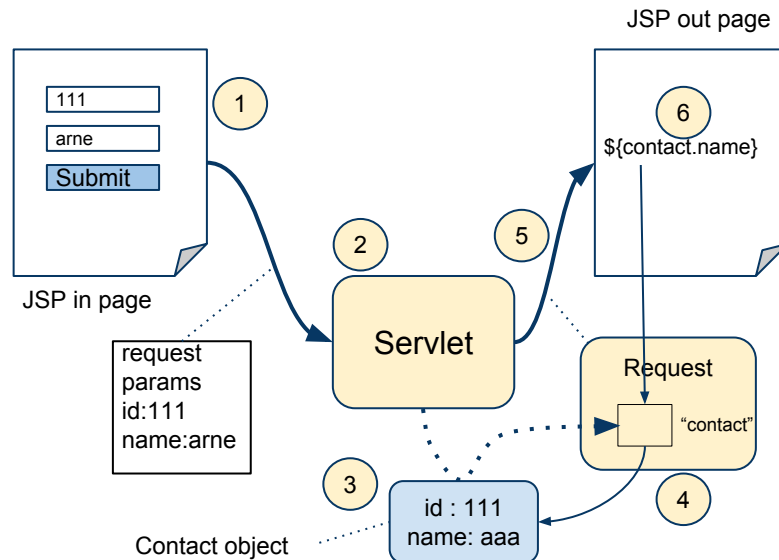 JSP out page
1
111
arne
Submit
6
${contact.name}
2
5
JSP in page
Servlet
request
params
id:111
name:arne
Request
“contact”
3
4
id : 111
name: aaa
Contact object